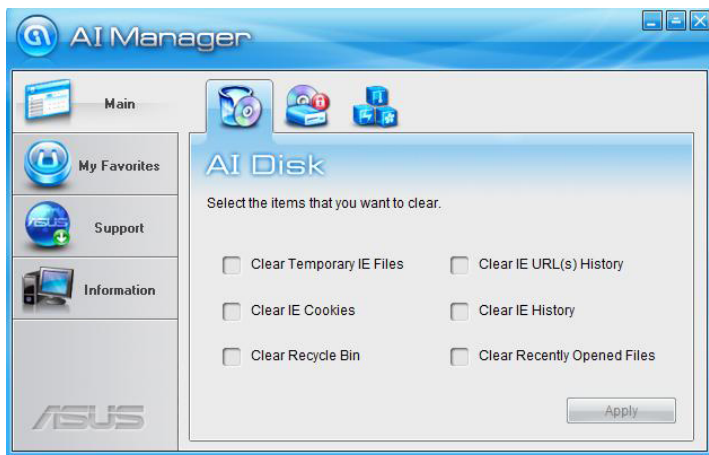 AI Manager
Main
My Favorites
Support
Information
ASUS
AI Disk
Select the items that you want to clear.
Clear Temporary IE Files
Clear IE URL(s) History
Clear IE Cookies
Clear IE History
Clear Recycle Bin
Clear Recently Opened Files
Apply
ASUS